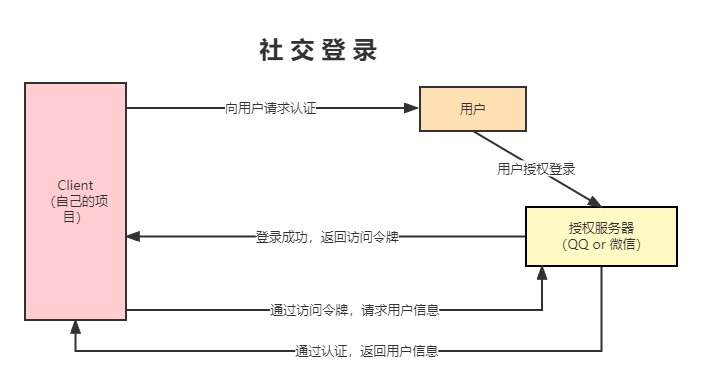 社交登录
向用户请求认证
用户
用户授权登录
Client
（自己的项
目）
授权服务器
（QQ or 微信）
登录成功，返回访问令牌
通过访问令牌，请求用户信息
通过认证，返回用户信息